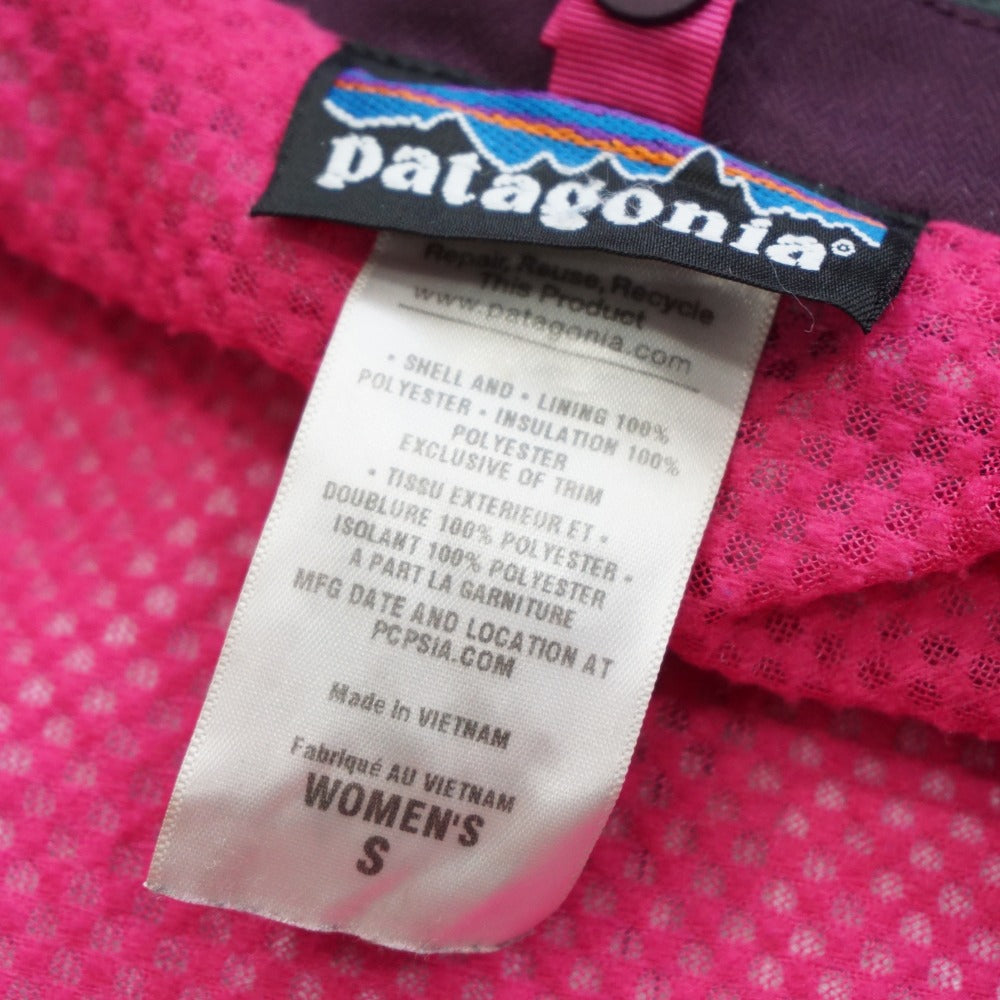 patagonia®
Repair, Reuse, Recycle
This Product
www.patagonia.com
• SHELL AND • LINING 100%
POLYESTER • INSULATION 100%
POLYESTER
EXCLUSIVE OF TRIM
• TISSU EXTERIEUR ET •
DOUBLURE 100% POLYESTER •
ISOLANT 100% POLYESTER
A PART LA GARNITURE
MFG DATE AND LOCATION AT
PCPSIA.COM
Made in VIETNAM
Fabriqué AU VIETNAM
WOMEN'S
S